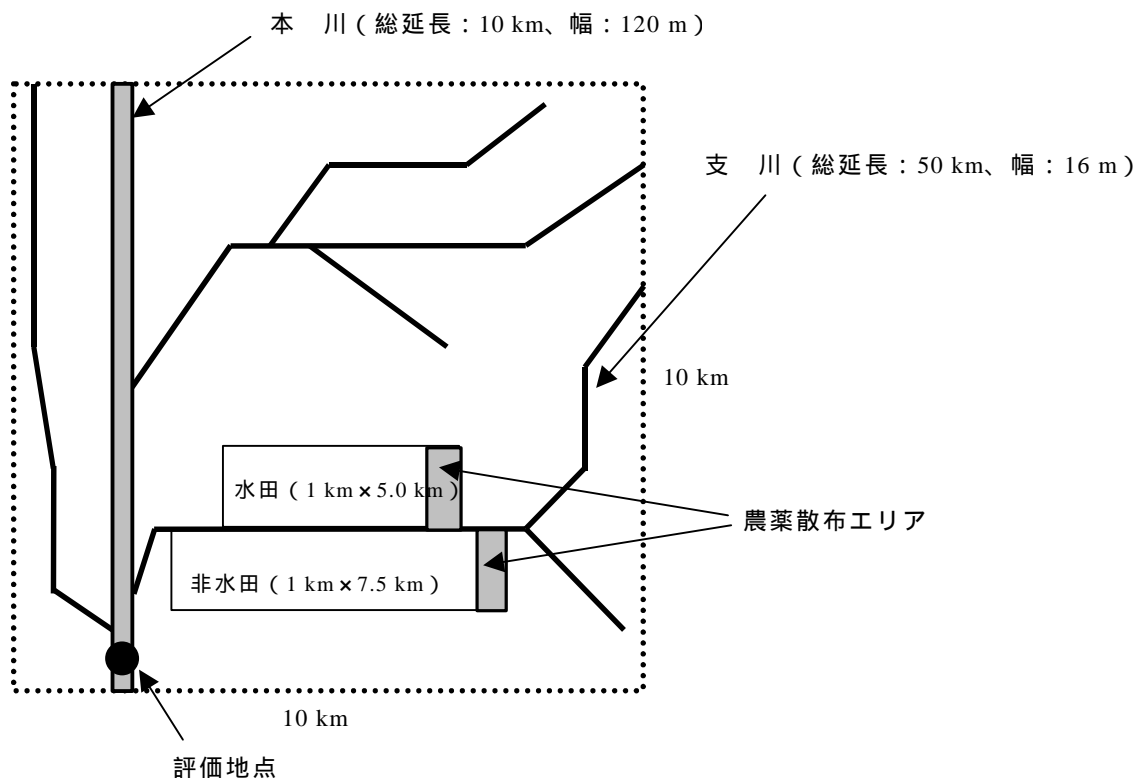 本　川（総延長：10 km、幅：120 m）
支　川（総延長：50 km、幅：16 m）
10 km
水田（1 km×5.0 km）
農薬散布エリア
非水田（1 km×7.5 km）
10 km
評価地点